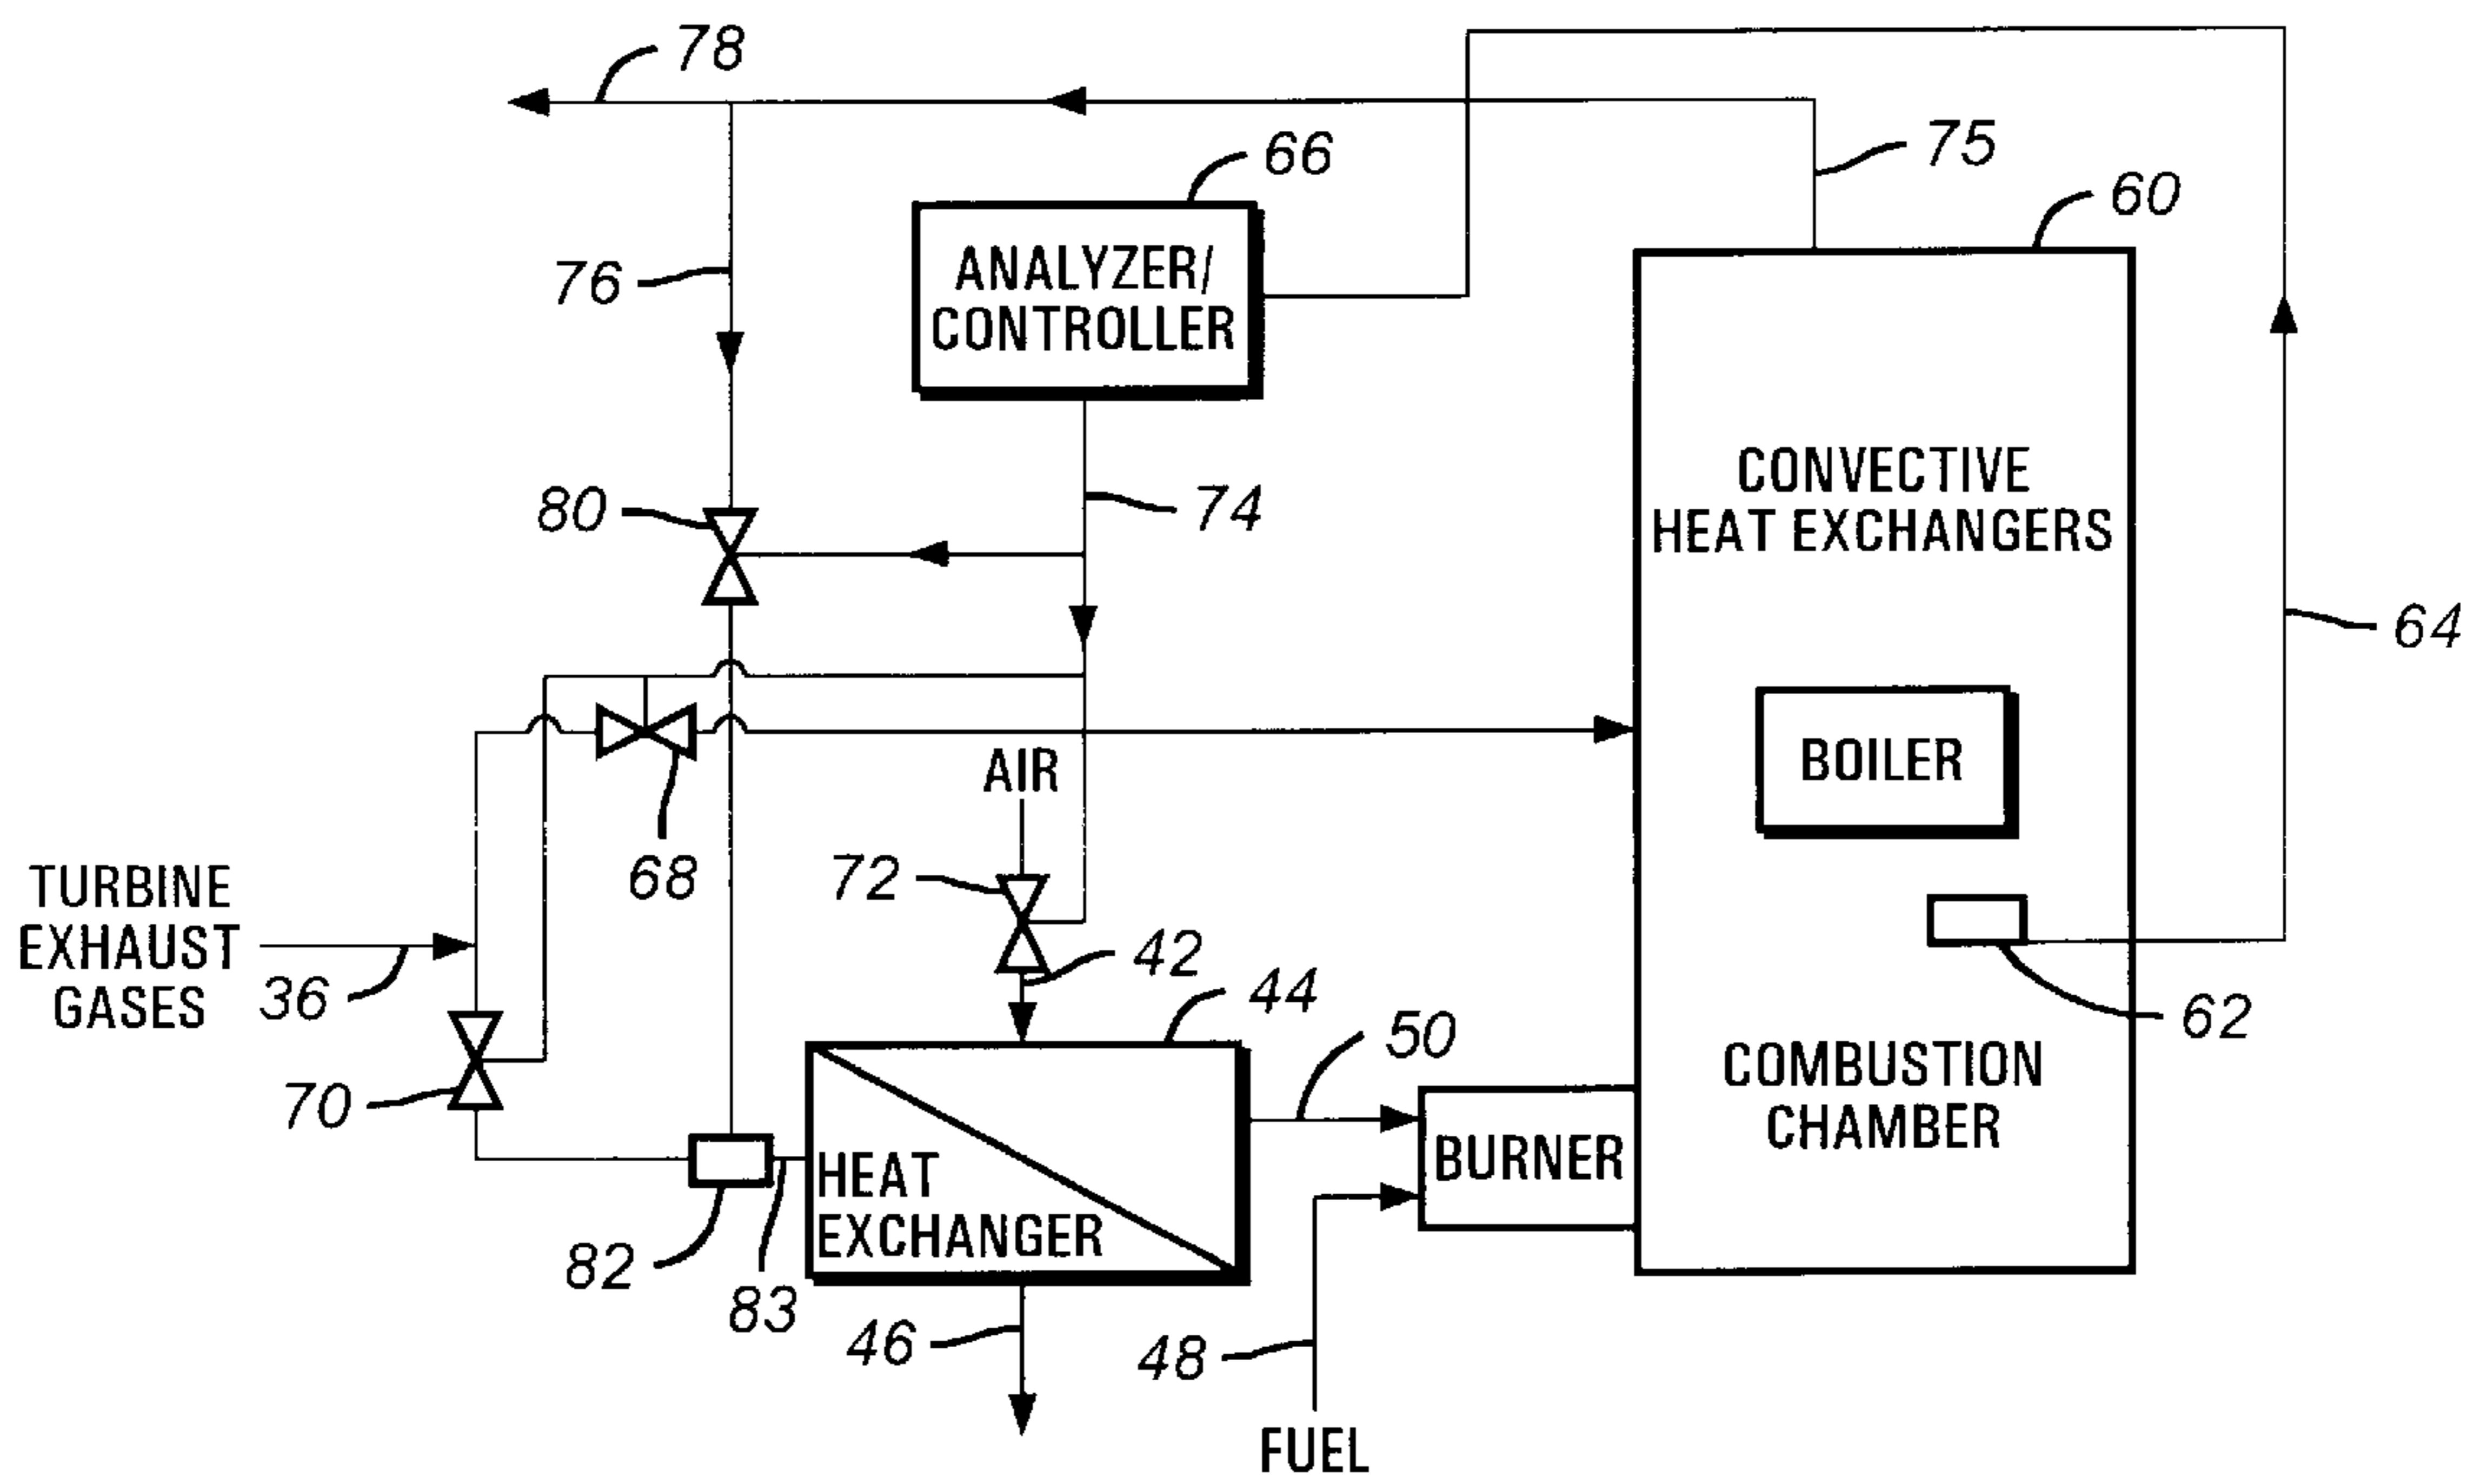 78
66
75
60
ANALYZER/
CONTROLLER
76
CONVECTIVE
HEAT EXCHANGERS
80
74
64
BOILER
AIR
68
72
TURBINE
EXHAUST
GASES
36
42
44
50
62
70
COMBUSTION
CHAMBER
BURNER
HEAT
EXCHANGER
82
83
46
48
FUEL